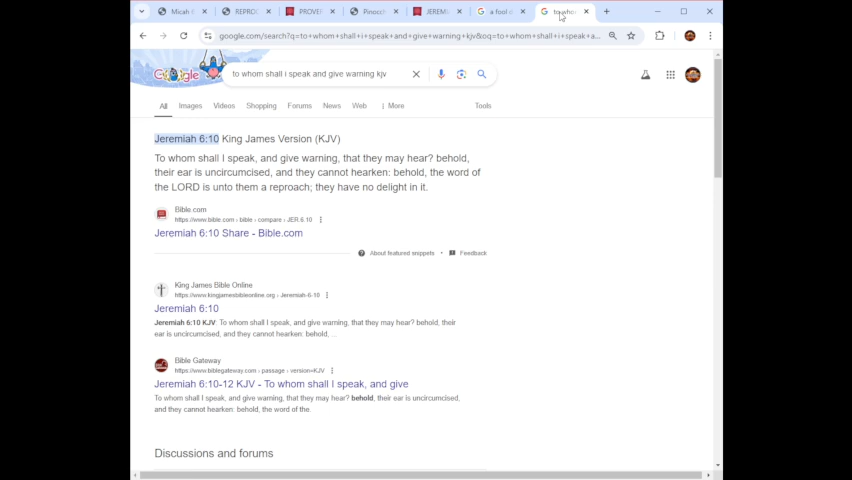 Micah 6
REPROD
PROVER
Pinocc
JEREMI
a fool d
to who
google.com/search?q=to+whom+shall+i+speak+and+give+warning+kjv&oq=to+whom+shall+i+speak+a...
Google
to whom shall i speak and give warning kjv
All Images Videos Shopping Forums News Web More Tools
Jeremiah 6:10 King James Version (KJV)
To whom shall I speak, and give warning, that they may hear? behold,
their ear is uncircumcised, and they cannot hearken: behold, the word of
the LORD is unto them a reproach; they have no delight in it.
Bible.com
https://www.bible.com › bible › compare › JER.6.10
Jeremiah 6:10 Share - Bible.com
About featured snippets • Feedback
King James Bible Online
https://www.kingjamesbibleonline.org › Jeremiah-6-10
Jeremiah 6:10
Jeremiah 6:10 KJV: To whom shall I speak, and give warning, that they may hear? behold, their
ear is uncircumcised, and they cannot hearken: behold, ...
Bible Gateway
https://www.biblegateway.com › passage › version=KJV
Jeremiah 6:10-12 KJV - To whom shall I speak, and give
To whom shall I speak, and give warning, that they may hear? behold, their ear is uncircumcised,
and they cannot hearken: behold, the word of the.
Discussions and forums